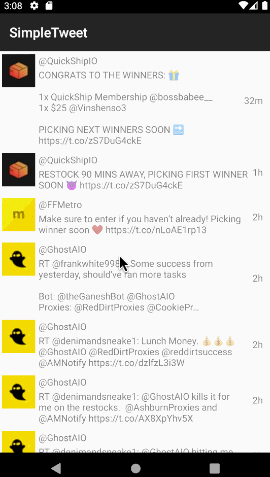 3:08
SimpleTweet
@QuickShipIO
CONGRATS TO THE WINNERS: 🎁
1x QuickShip Membership @bossbabee__
1x $25 @Vinshenso3
32m
PICKING NEXT WINNERS SOON ➡️
https://t.co/zS7DuG4ckE
@QuickShipIO
RESTOCK 90 MINS AWAY, PICKING FIRST WINNER
SOON 😈 https://t.co/zS7DuG4ckE
1h
@FFMetro
Make sure to enter if you haven't already! Picking
winner soon ❤️ https://t.co/nLoAE1rp13
2h
m
@GhostAIO
RT Some success from
yesterday, should've ran more tasks
2h
Bot: @theGaneshBot @GhostAIO
Proxies: @RedDirtProxies @CookiePr...
@GhostAIO
RT @denimandsnake1: Lunch Money. 👍🏻👍🏻👍🏻
@GhostAIO @RedDirtProxies @reddirtsuccess
@AMNotify https://t.co/dzlfzL3i3W
2h
@GhostAIO
RT @denimandsnake1: @GhostAIO kills it for
me on the restocks. @AshburnProxies and
@AMNotify https://t.co/AX8XpYhv5X
2h
@GhostAIO
RT @denimandsnake1: @GhostAIO hitting me for